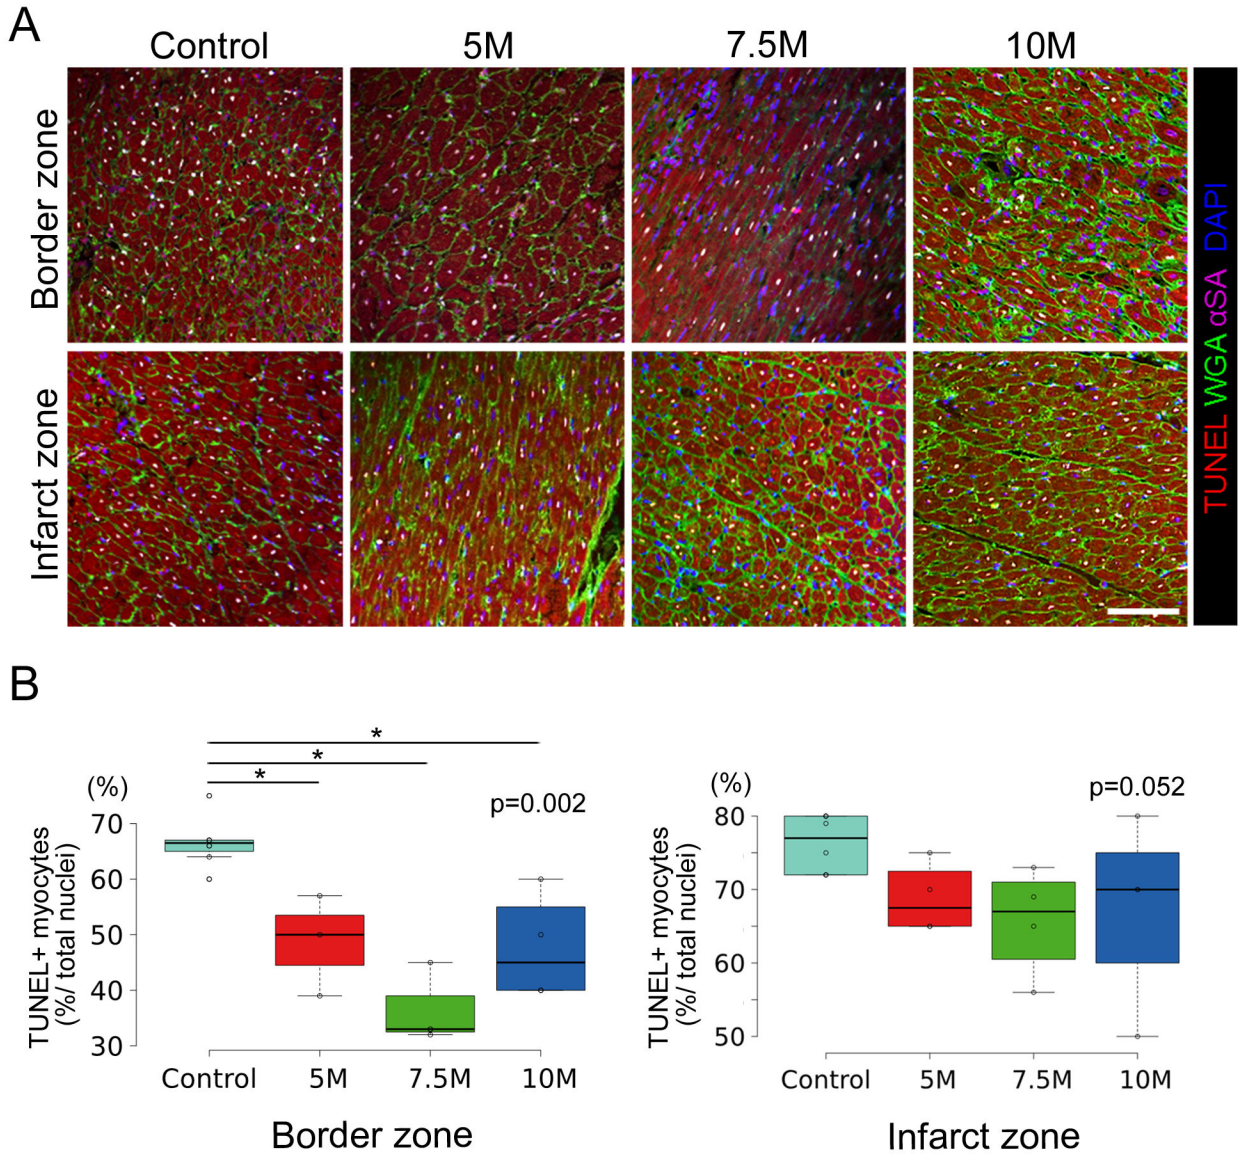 A
Control 5M 7.5M 10M
Border zone
Infarct zone
TUNEL WGA αSA DAPI
B
(%)
* * *
p=0.002
TUNEL+ myocytes
(%/ total nuclei)
70
60
50
40
30
Control 5M 7.5M 10M
Border zone
(%)
p=0.052
TUNEL+ myocytes
(%/ total nuclei)
80
70
60
50
Control 5M 7.5M 10M
Infarct zone